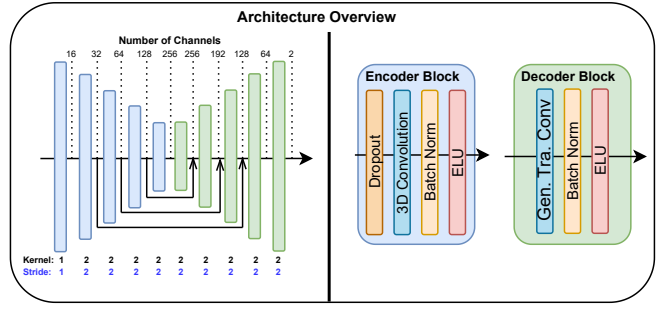 Architecture Overview
Number of Channels
16 32 64 128 256 256 192 128 64 2
Kernel: 1 2 2 2 2 2 2 2 2 2
Stride: 1 2 2 2 2 2 2 2 2 2
Encoder Block
Dropout
3D Convolution
Batch Norm
ELU
Decoder Block
Gen. Tra. Conv
Batch Norm
ELU